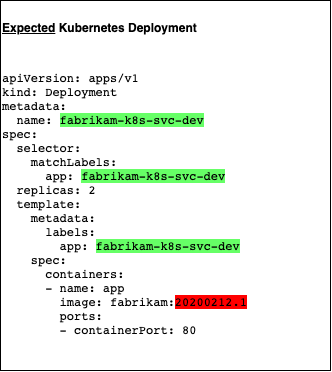 Expected Kubernetes Deployment
apiVersion: apps/v1
kind: Deployment
metadata:
  name: fabrikam-k8s-svc-dev
spec:
  selector:
    matchLabels:
      app: fabrikam-k8s-svc-dev
  replicas: 2
  template:
    metadata:
      labels:
        app: fabrikam-k8s-svc-dev
    spec:
      containers:
      - name: app
        image: fabrikam:20200212.1
        ports:
        - containerPort: 80